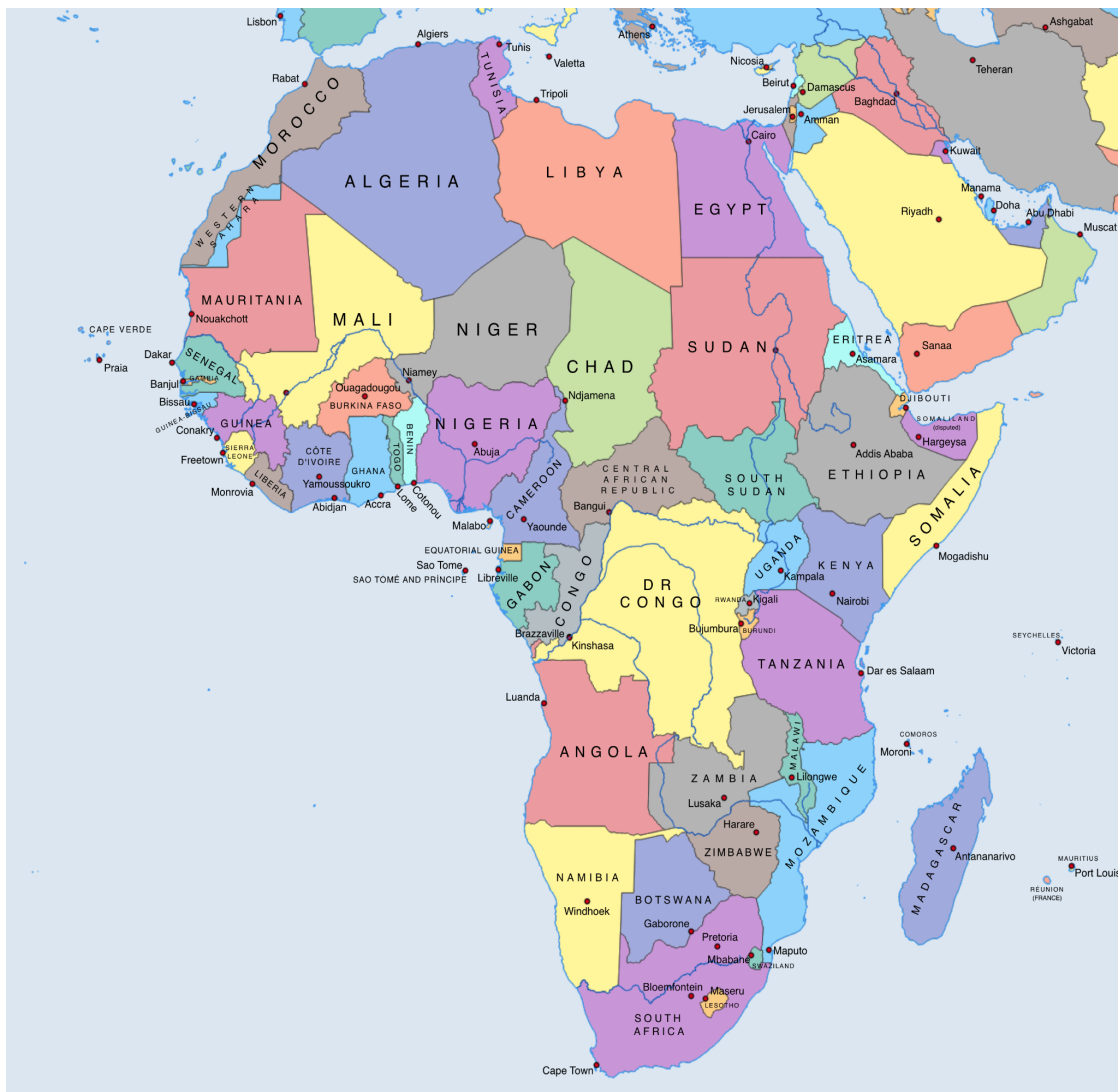 Lisbon
Algiers
Tunis
Athens
Valetta
Ashgabat
Teheran
Nicosia
Beirut
Damascus
Baghdad
Jerusalem
Amman
Rabat
Tripoli
TUNISIA
MOROCCO
Cairo
Kuwait
ALGERIA
LIBYA
EGYPT
WESTERN
SAHARA
Manama
Doha
Abu Dhabi
Riyadh
Muscat
MAURITANIA
Nouakchott
MALI
NIGER
CHAD
SUDAN
ERITREA
Asamara
Sanaa
CAPE VERDE
Praia
Dakar
SENEGAL
Banjul
GAMBIA
Bissau
GUINEA-BISSAU
GUINEA
Conakry
Freetown
SIERRA
LEONE
LIBERIA
Monrovia
Niamey
Ouagadougou
BURKINA FASO
CÔTE
D'IVOIRE
Yamoussoukro
Abidjan
GHANA
Accra
TOGO
Lome
BENIN
Cotonou
NIGERIA
Abuja
Ndjamena
DJIBOUTI
SOMALILAND
(disputed)
Hargeysa
Addis Ababa
ETHIOPIA
SOMALIA
Mogadishu
CENTRAL
AFRICAN
REPUBLIC
Bangui
SOUTH
SUDAN
CAMEROON
Yaounde
Malabo
EQUATORIAL GUINEA
Sao Tome
SAO TOMÉ AND PRÍNCIPE
Libreville
GABON
CONGO
Brazzaville
Kinshasa
DR
CONGO
UGANDA
Kampala
KENYA
Nairobi
RWANDA
Kigali
Bujumbura
BURUNDI
TANZANIA
Dar es Salaam
SEYCHELLES
Victoria
Luanda
ANGOLA
ZAMBIA
Lusaka
MALAWI
Lilongwe
COMOROS
Moroni
MOZAMBIQUE
Harare
ZIMBABWE
MADAGASCAR
Antananarivo
MAURITIUS
Port Louis
RÉUNION
(FRANCE)
NAMIBIA
Windhoek
BOTSWANA
Gaborone
Pretoria
Mbabane
SWAZILAND
Maputo
Bloemfontein
Maseru
LESOTHO
SOUTH
AFRICA
Cape Town